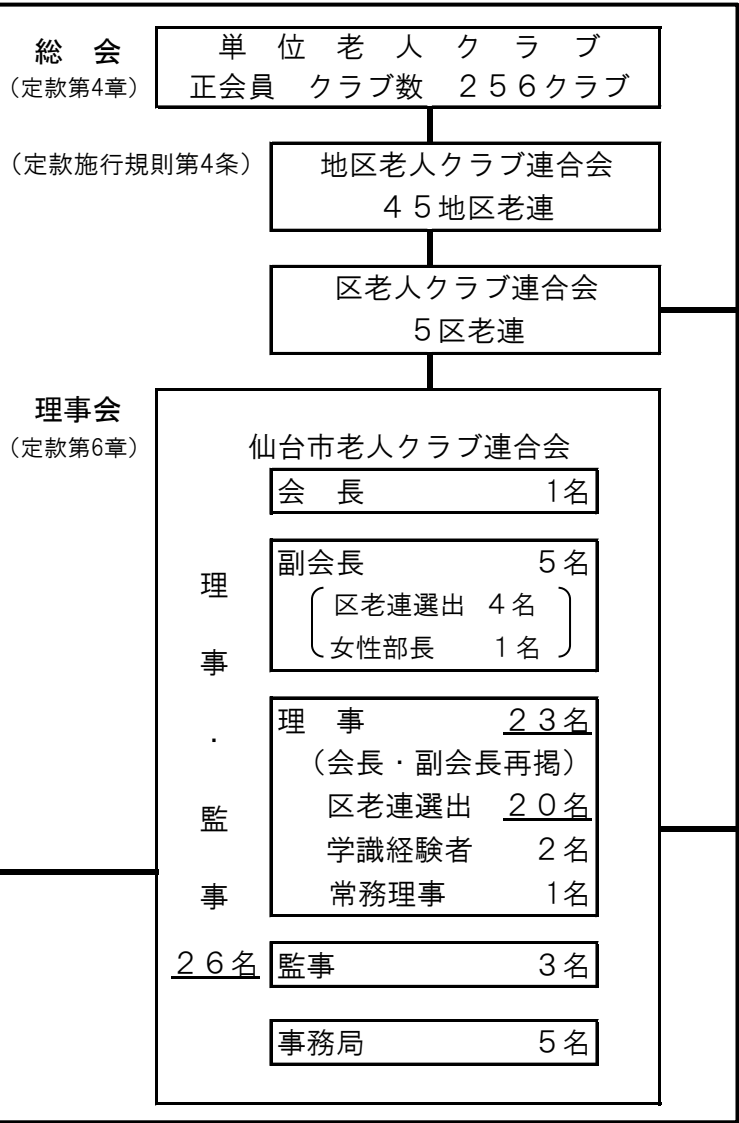 総　会
単　位　老　人　ク　ラ　ブ
（定款第4章）
正会員　クラブ数　２５６クラブ
（定款施行規則第4条）
地区老人クラブ連合会
４５地区老連
区老人クラブ連合会
５区老連
理事会
（定款第6章）
仙台市老人クラブ連合会
会　長　1名
副会長　５名
区老連選出　４名
女性部長　１名
理　事　２３名
（会長・副会長再掲）
区老連選出　２０名
学識経験者　２名
常務理事　1名
理事・監事
２６名
監事　３名
事務局　５名